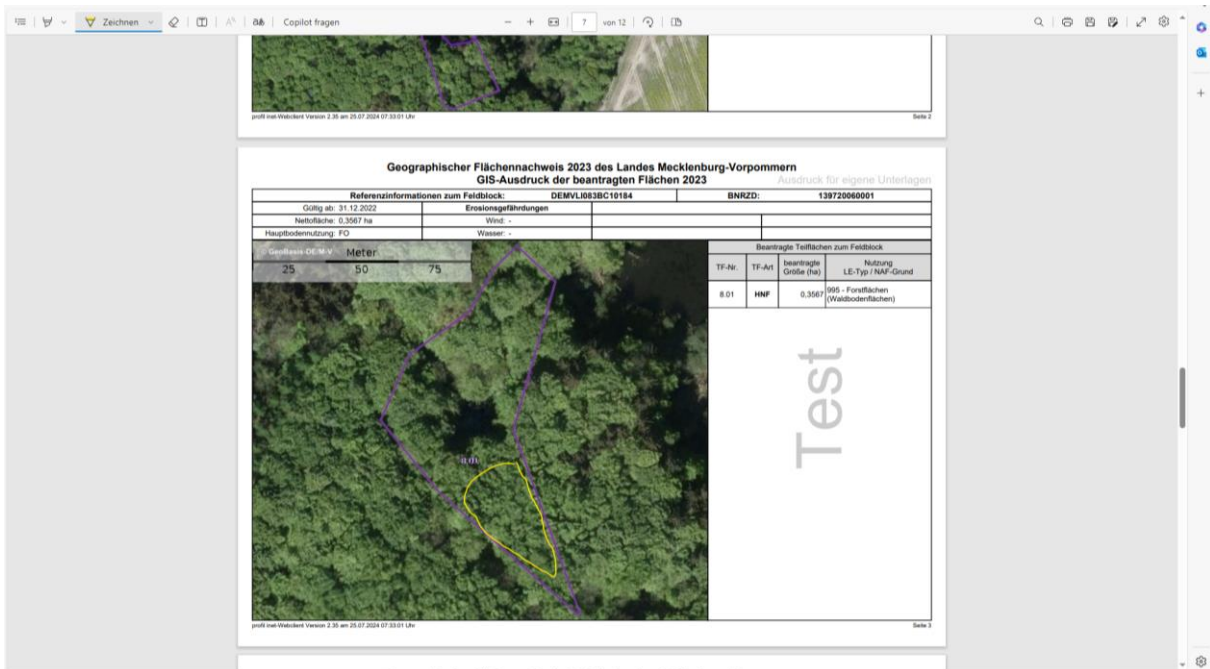 Zeichnen
Copilot fragen
7 von 12
profil inet-Webclient Version 2.35 am 25.07.2024 07:33:01 Uhr
Seite 2
Geographischer Flächennachweis 2023 des Landes Mecklenburg-Vorpommern
GIS-Ausdruck der beantragten Flächen 2023
Ausdruck für eigene Unterlagen
Referenzinformationen zum Feldblock: DEMVLI083BC10184 BNRZD: 139720060001
Gültig ab: 31.12.2022 Erosionsgefährdungen
Nettofläche: 0,3567 ha Wind: -
Hauptbodennutzung: FO Wasser: -
© GeoBasis-DE/M-V Meter
25 50 75
Beantragte Teilflächen zum Feldblock
TF-Nr. TF-Art beantragte Größe (ha) Nutzung LE-Typ / NAF-Grund
8.01 HNF 0,3567 995 - Forstflächen (Waldbodenflächen)
Test
profil inet-Webclient Version 2.35 am 25.07.2024 07:33:01 Uhr
Seite 3